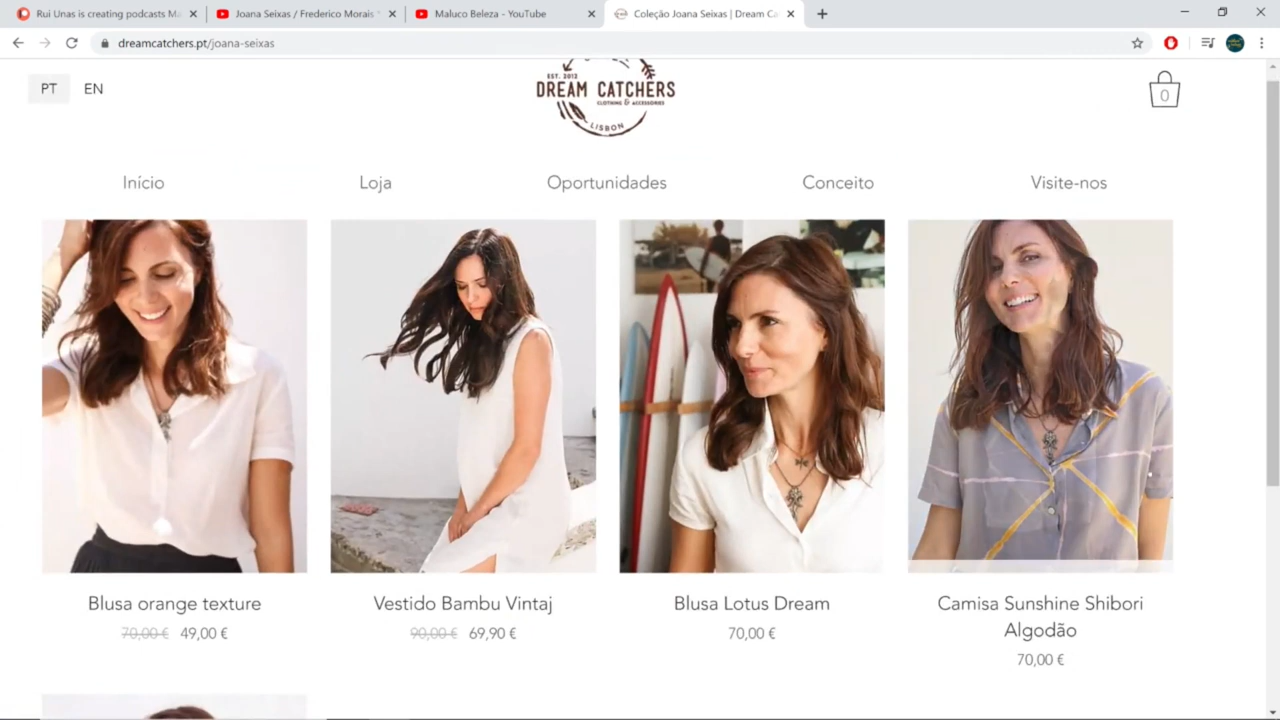 Rui Unas is creating podcasts Mi
Joana Seixas / Frederico Morais "
Maluco Beleza - YouTube
Coleção Joana Seixas | Dream Ca
dreamcatchers.pt/joana-seixas
PT EN
EST. 2012
DREAM CATCHERS
CLOTHING & ACCESSORIES
LISBON
0
Início Loja Oportunidades Conceito Visite-nos
Blusa orange texture
70,00 € 49,00 €
Vestido Bambu Vintaj
90,00 € 69,90 €
Blusa Lotus Dream
70,00 €
Camisa Sunshine Shibori
Algodão
70,00 €